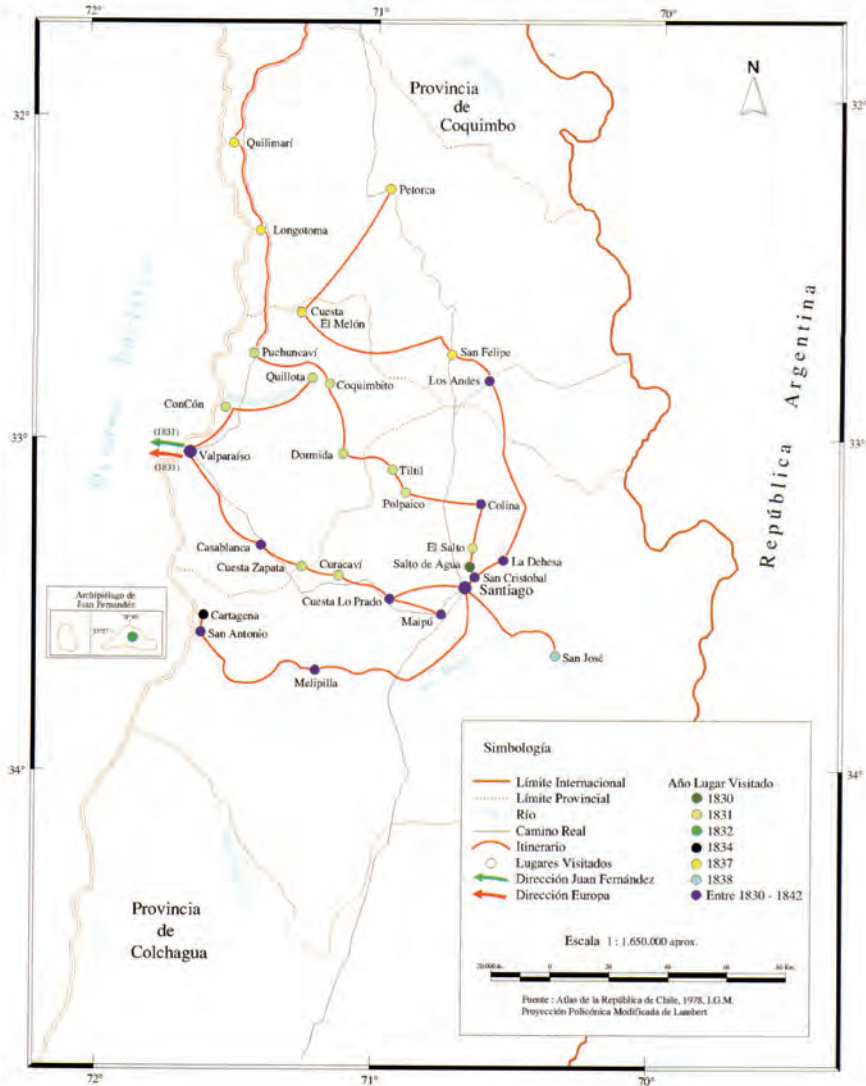 72°
71°
70°
N
Provincia
de
Coquimbo
32°
32°
Quilimarí
Petorca
Longotoma
Cuesta
El Melón
Puchuncaví
San Felipe
Quillota
Coquimbito
Los Andes
ConCón
República Argentina
33°
33°
(1831)
(1831)
Valparaíso
Dormida
Tiltil
Polpaico
Colina
Casablanca
El Salto
Cuesta Zapata
Curacaví
Salto de Agua
La Dehesa
San Cristobal
Santiago
Cuesta Lo Prado
Maipú
Archipiélago de
Juan Fernández
Cartagena
San Antonio
Melipilla
San José
34°
34°
Simbología
Límite Internacional
Límite Provincial
Río
Camino Real
Itinerario
Lugares Visitados
Dirección Juan Fernández
Dirección Europa
Año Lugar Visitado
1830
1831
1832
1834
1837
1838
Entre 1830 - 1842
Provincia
de
Colchagua
Escala 1 : 1.650.000 aprox.
20.000 m.
0
20
40
60
80 Km.
Fuente : Atlas de la República de Chile, 1978, I.G.M.
Proyección Policónica Modificada de Lambert
72°
71°
70°